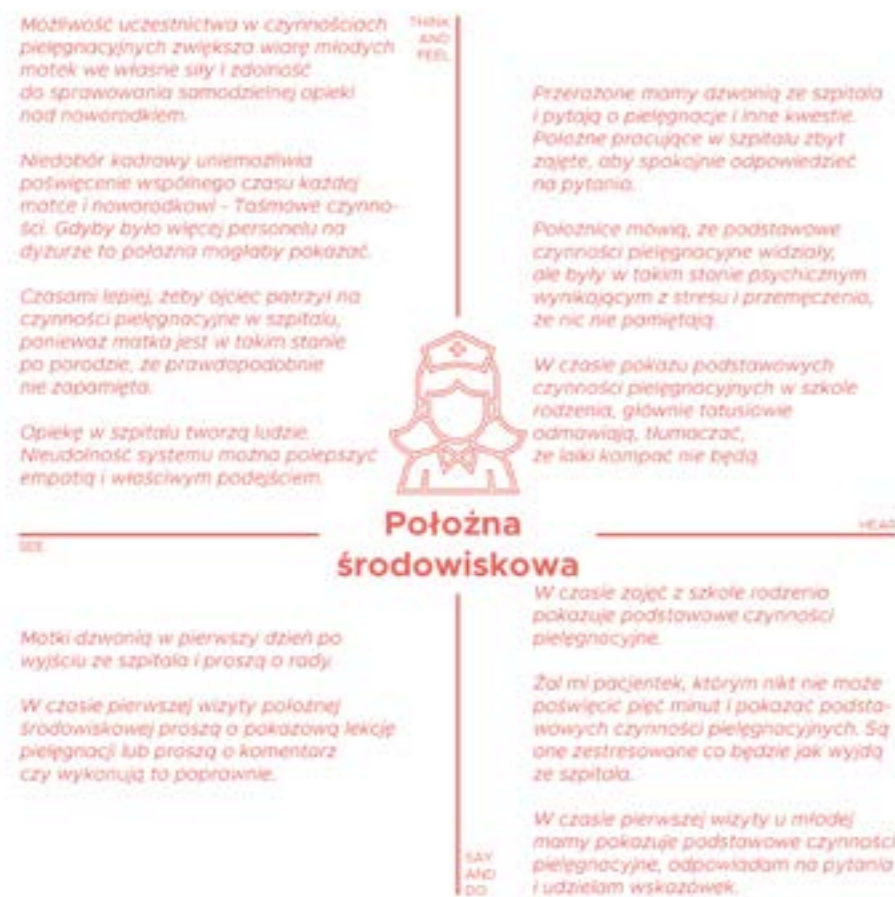 Możliwość uczestnictwa w czynnościach
pielęgnacyjnych zwiększa wiarę młodych
matek we własne siły i zdolność
do sprawowania samodzielnej opieki
nad noworodkiem.
Niedobór kadrowy uniemożliwia
poświęcenie wspólnego czasu każdej
matce i noworodkowi - Taśmowe czynno-
ści. Gdyby było więcej personelu na
dyżurze to położna mogłaby pokazać.
Czasami lepiej, żeby ojciec patrzył na
czynności pielęgnacyjne w szpitalu,
ponieważ matka jest w takim stanie
po porodzie, że prawdopodobnie
nie zapamięta.
Opiekę w szpitalu tworzą ludzie.
Nieudolność systemu można polepszyć
empatią i właściwym podejściem.
THINK
AND
FEEL
Przerażone mamy dzwonią ze szpitala
i pytają o pielęgnacje i inne kwestie.
Położne pracujące w szpitalu zbyt
zajęte, aby spokojnie odpowiedzieć
na pytania.
Położnice mówią, że podstawowe
czynności pielęgnacyjne widziały,
ale były w takim stanie psychicznym
wynikającym z stresu i przemęczenia,
że nic nie pamiętają.
W czasie pokazu podstawowych
czynności pielęgnacyjnych w szkole
rodzenia, głównie tatusiowie
odmawiają, tłumacząć,
że lalki kąmpać nie będą.
Położna
środowiskowa
SEE
HEAR
Matki dzwonią w pierwszy dzień po
wyjściu ze szpitala i proszą o rady.
W czasie pierwszej wizyty położnej
środowiskowej proszą o pokazową lekcję
pielęgnacji lub proszą o komentarz
czy wykonują to poprawnie.
W czasie zajęć z szkole rodzenia
pokazuje podstawowe czynności
pielęgnacyjne.
Żal mi pacjentek, którym nikt nie może
poświęcić pięć minut i pokazać podsta-
wowych czynności pielęgnacyjnych. Są
one zestresowane co będzie jak wyjdą
ze szpitala.
W czasie pierwszej wizyty u młodej
mamy pokazuje podstawowe czynności
pielęgnacyjne, odpowiadam na pytania
i udzielam wskazówek.
SAY
AND
DO